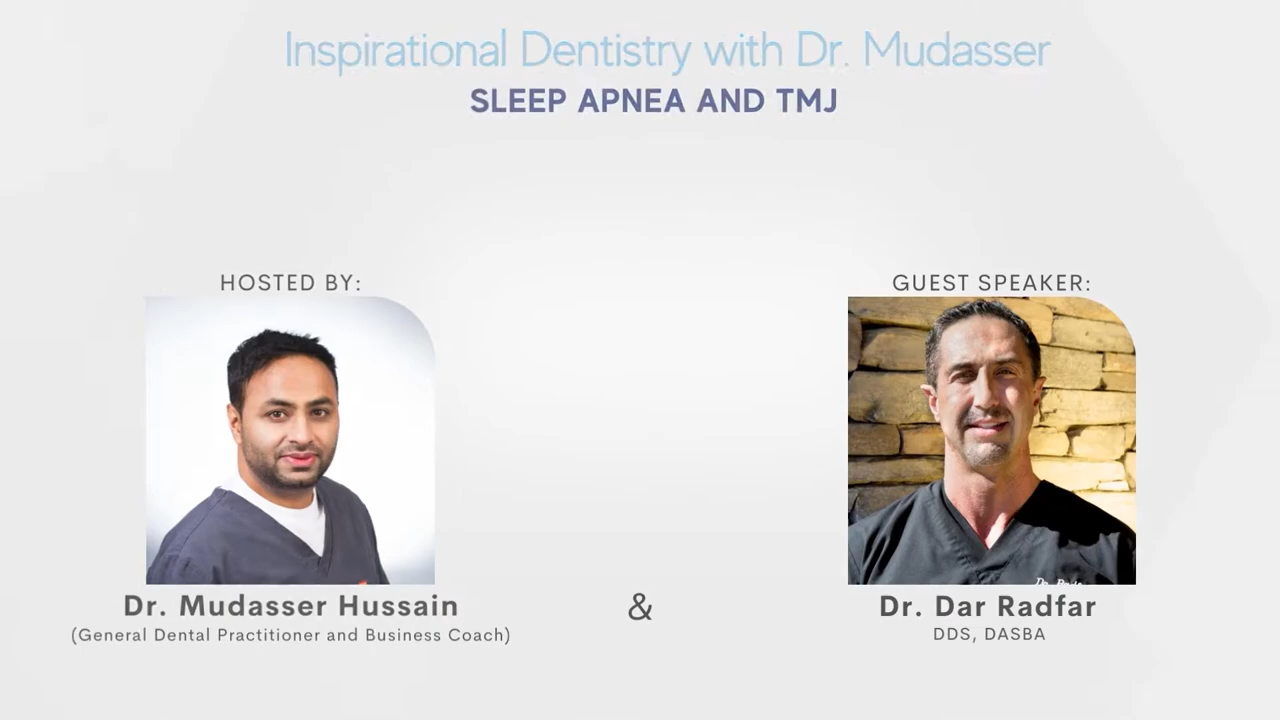 Inspirational Dentistry with Dr. Mudasser
SLEEP APNEA AND TMJ
HOSTED BY:
GUEST SPEAKER:
Dr. Mudasser Hussain
(General Dental Practitioner and Business Coach)
&
Dr. Dar Radfar
DDS, DASBA